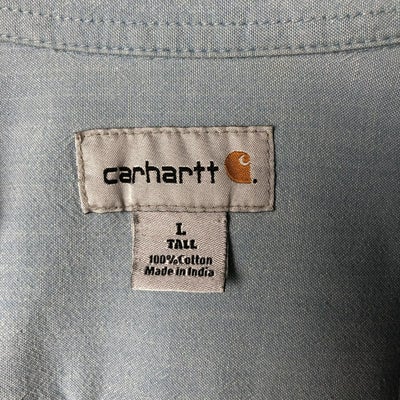 carhartt
L
TALL
100%Cotton
Made in India